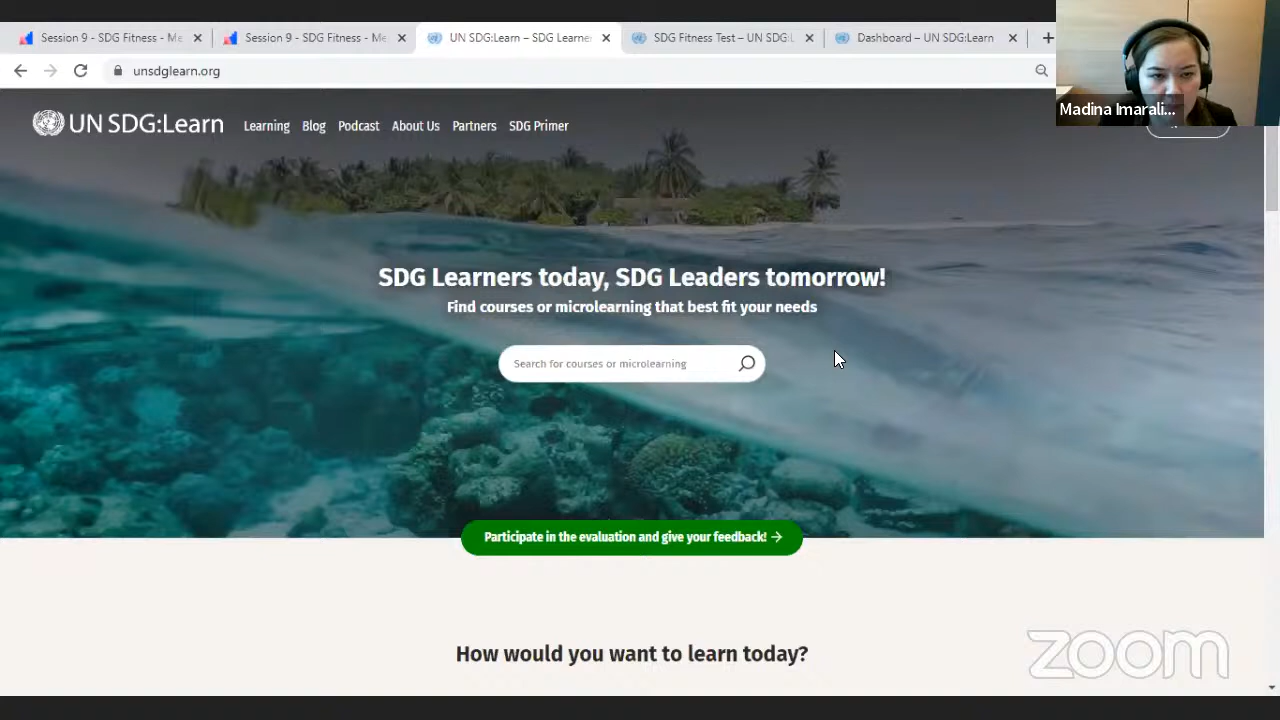 Session 9 - SDG Fitness - Me
Session 9 - SDG Fitness - Me
UN SDG:Learn – SDG Learner
SDG Fitness Test – UN SDG:L
Dashboard – UN SDG:Learn
unsdglearn.org
Madina Imarali...
UN SDG:Learn
Learning
Blog
Podcast
About Us
Partners
SDG Primer
SDG Learners today, SDG Leaders tomorrow!
Find courses or microlearning that best fit your needs
Search for courses or microlearning
Participate in the evaluation and give your feedback! →
How would you want to learn today?
zoom